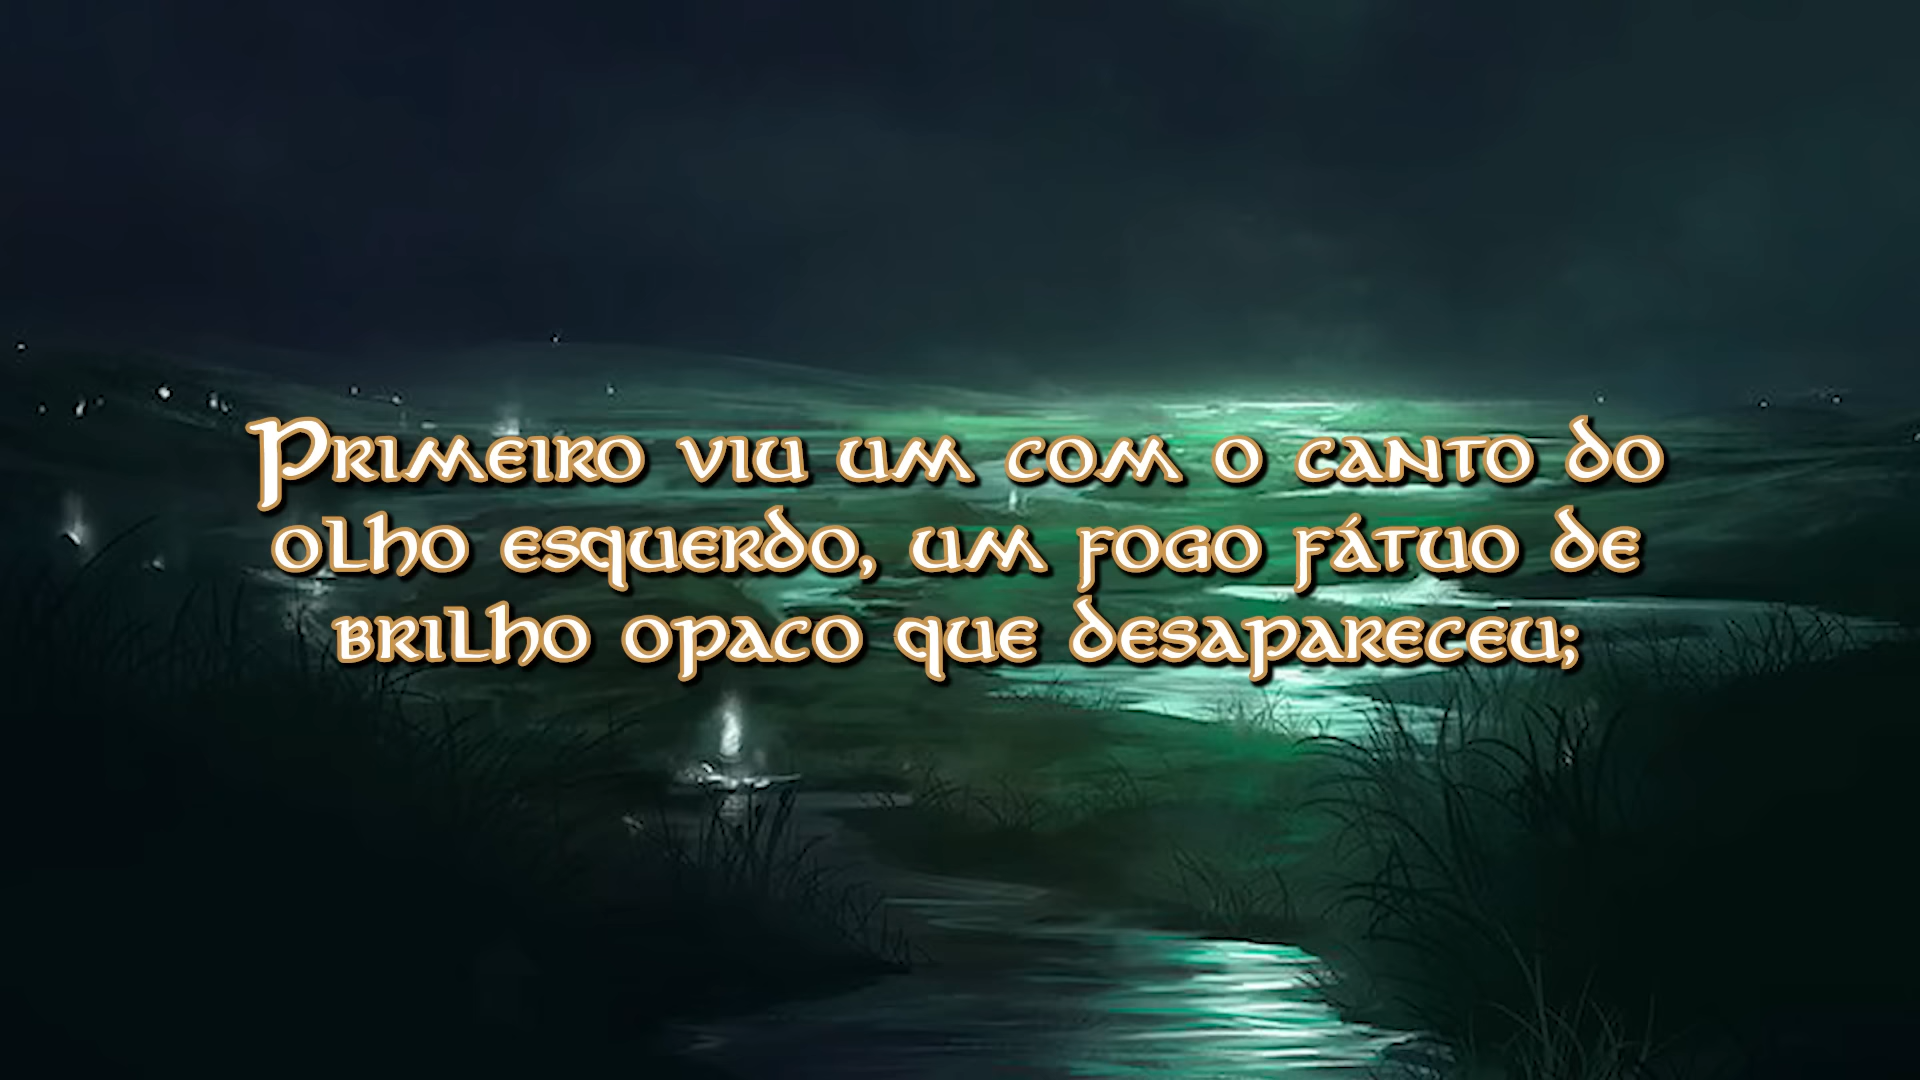 Primeiro viu um com o canto do
olho esquerdo, um fogo fátuo de
brilho opaco que desapareceu;